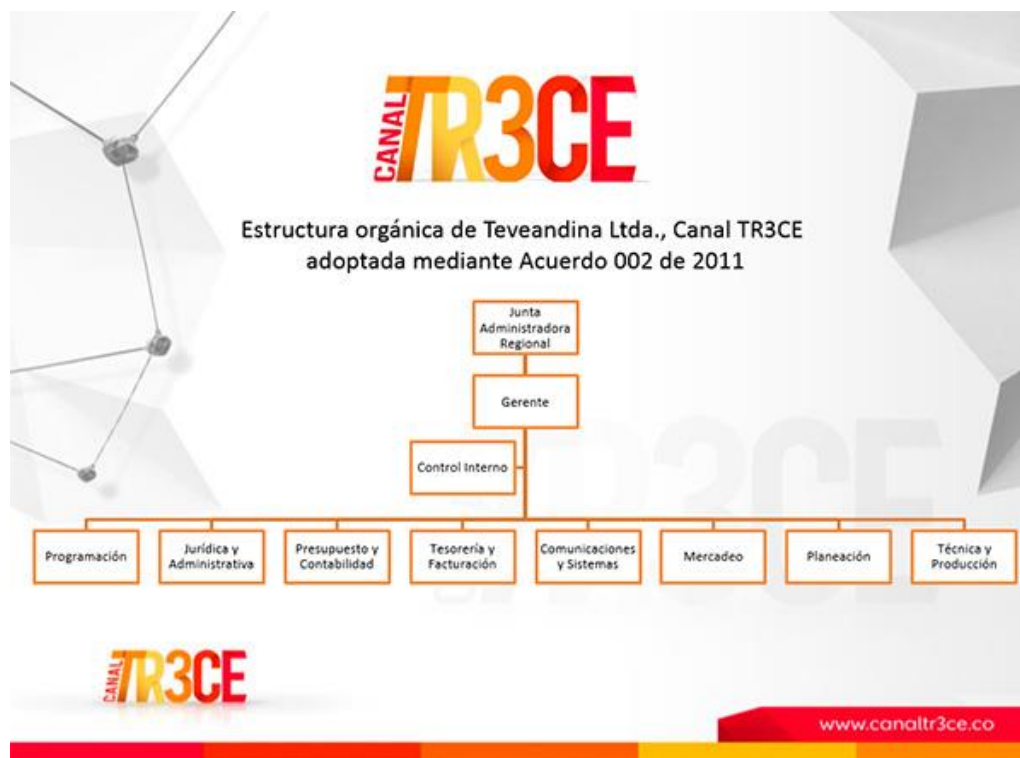 CANAL TR3CE
Estructura orgánica de Teveandina Ltda., Canal TR3CE
adoptada mediante Acuerdo 002 de 2011
Junta
Administradora
Regional
Gerente
Control Interno
Programación
Jurídica y
Administrativa
Presupuesto y
Contabilidad
Tesorería y
Facturación
Comunicaciones
y Sistemas
Mercadeo
Planeación
Técnica y
Producción
TR3CE
CANAL TR3CE
www.canaltr3ce.co